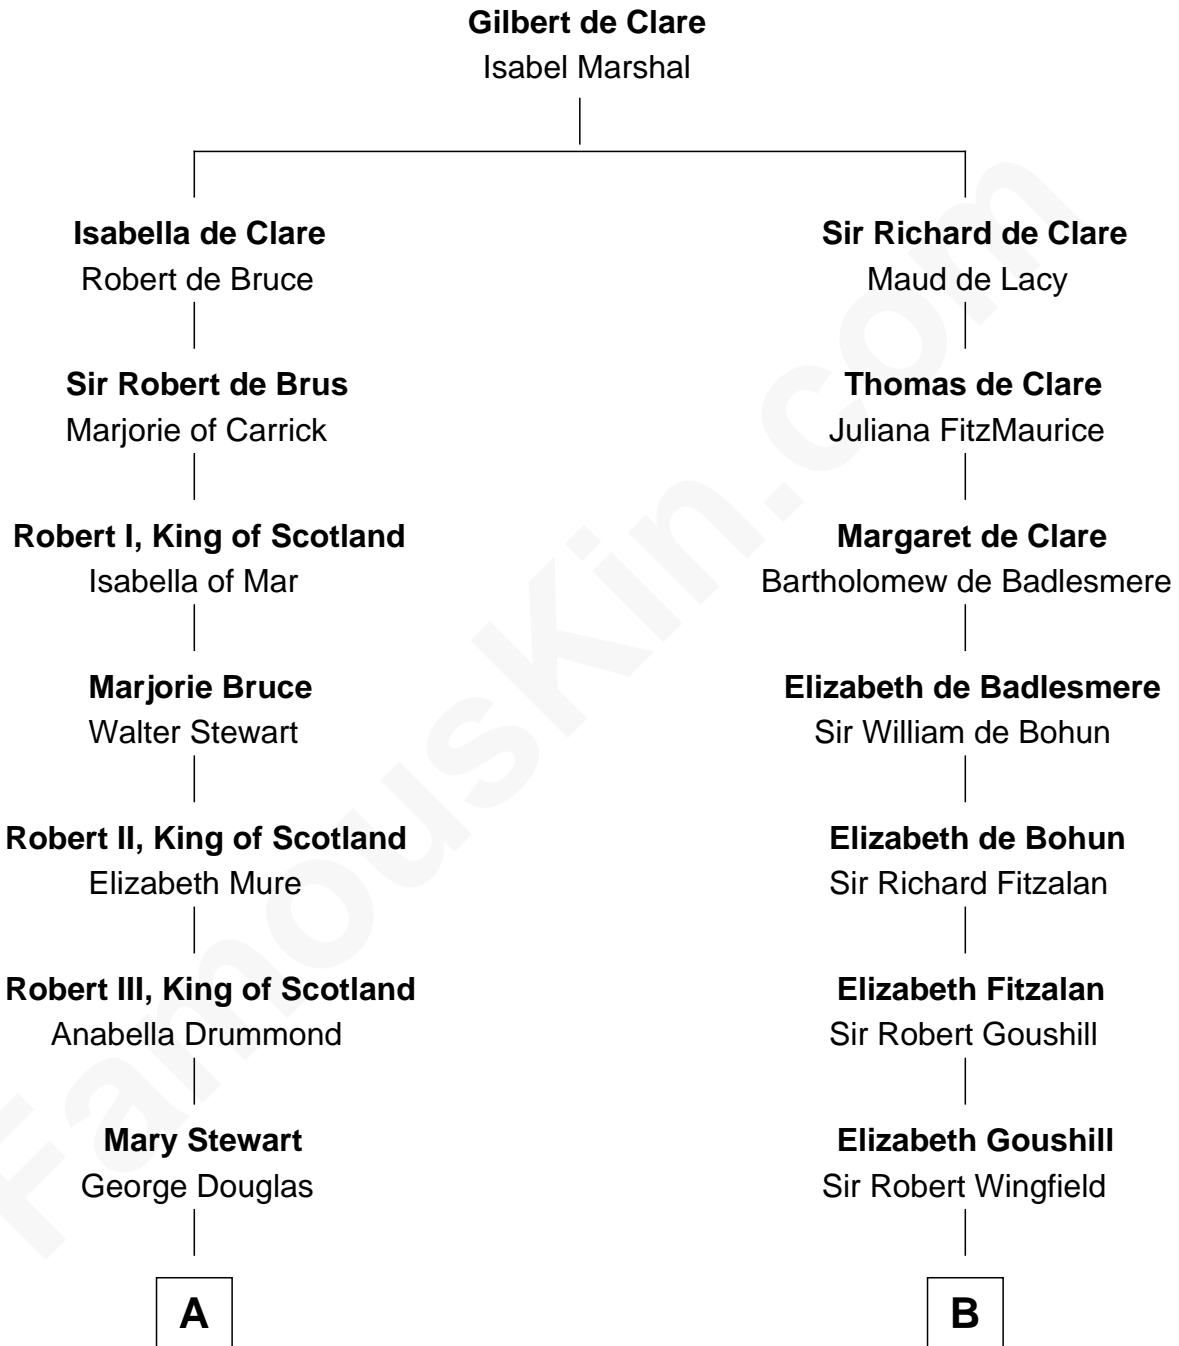 Gilbert de Clare
Isabel Marshal
Isabella de Clare
Robert de Bruce
Sir Richard de Clare
Maud de Lacy
Sir Robert de Brus
Marjorie of Carrick
Thomas de Clare
Juliana FitzMaurice
Robert I, King of Scotland
Isabella of Mar
Margaret de Clare
Bartholomew de Badlesmere
Marjorie Bruce
Walter Stewart
Elizabeth de Badlesmere
Sir William de Bohun
Robert II, King of Scotland
Elizabeth Mure
Elizabeth de Bohun
Sir Richard Fitzalan
Robert III, King of Scotland
Anabella Drummond
Elizabeth Fitzalan
Sir Robert Goushill
Mary Stewart
George Douglas
Elizabeth Goushill
Sir Robert Wingfield
A
B
FamousKin.com